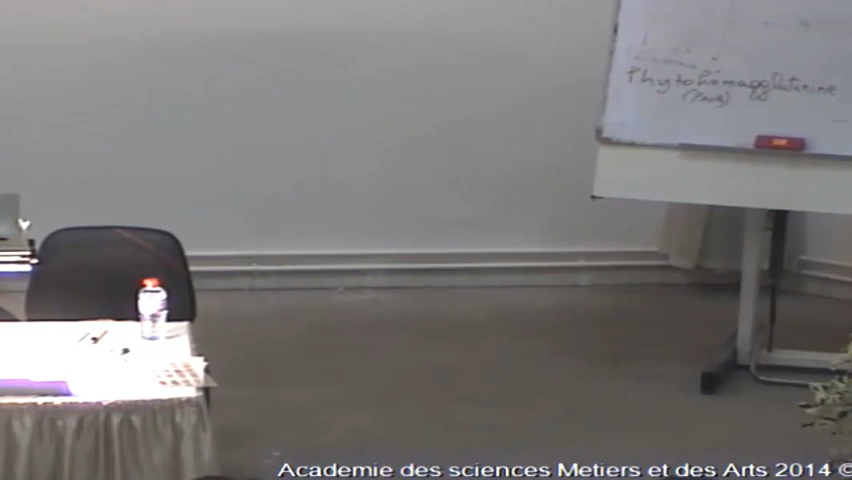 Phytohémagglutinine
(PHA)
Academie des sciences Metiers et des Arts 2014 ©